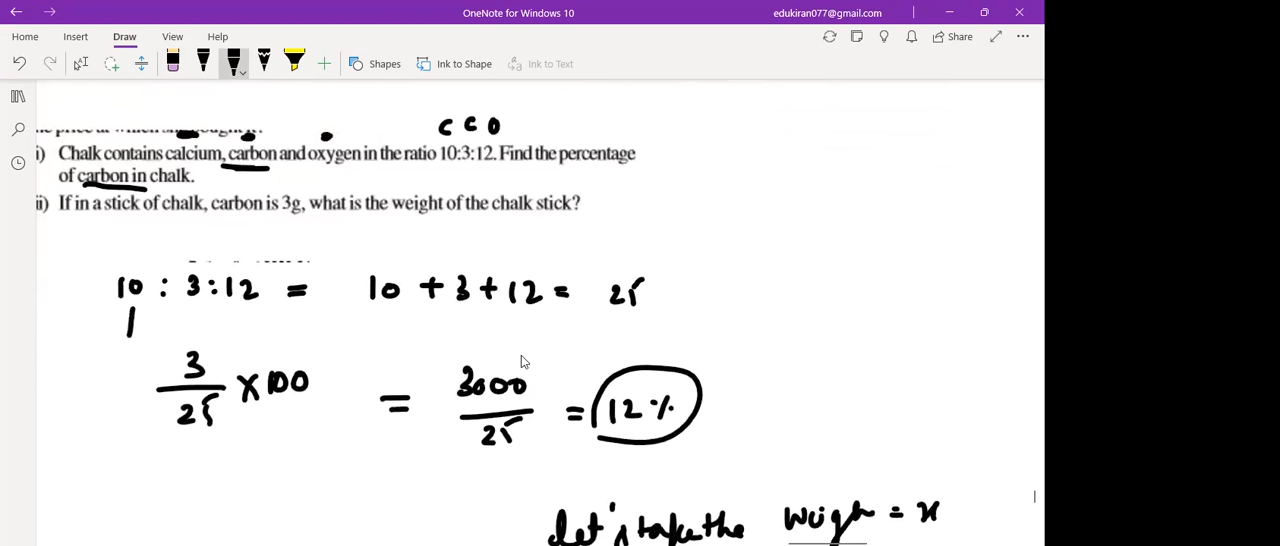 OneNote for Windows 10
edukiran077@gmail.com
Home Insert Draw View Help
Share
Shapes Ink to Shape Ink to Text
C C O
i) Chalk contains calcium, carbon and oxygen in the ratio 10:3:12. Find the percentage
of carbon in chalk.
ii) If in a stick of chalk, carbon is 3g, what is the weight of the chalk stick?
10 : 3 : 12 = 10 + 3 + 12 = 25
3/25 × 100 = 3000/25 = 12 %
let's take the weigh = x